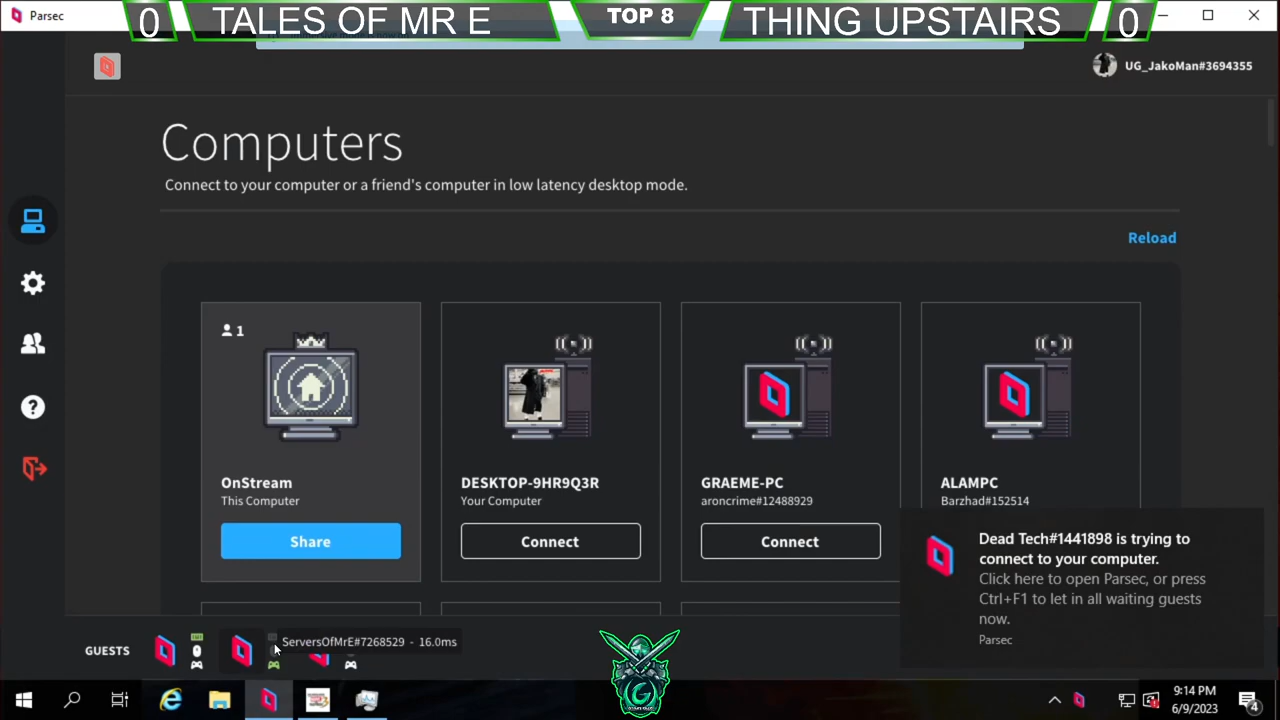 Parsec
0
TALES OF MR E
TOP 8
THING UPSTAIRS
0
UG_JakoMan#3694355
Computers
Connect to your computer or a friend's computer in low latency desktop mode.
Reload
1
OnStream
This Computer
Share
DESKTOP-9HR9Q3R
Your Computer
Connect
GRAEME-PC
aroncrime#12488929
Connect
ALAMPC
Barzhad#152514
Dead Tech#1441898 is trying to
connect to your computer.
Click here to open Parsec, or press
Ctrl+F1 to let in all waiting guests
now.
Parsec
GUESTS
ServersOfMrE#7268529 - 16.0ms
9:14 PM
6/9/2023
4